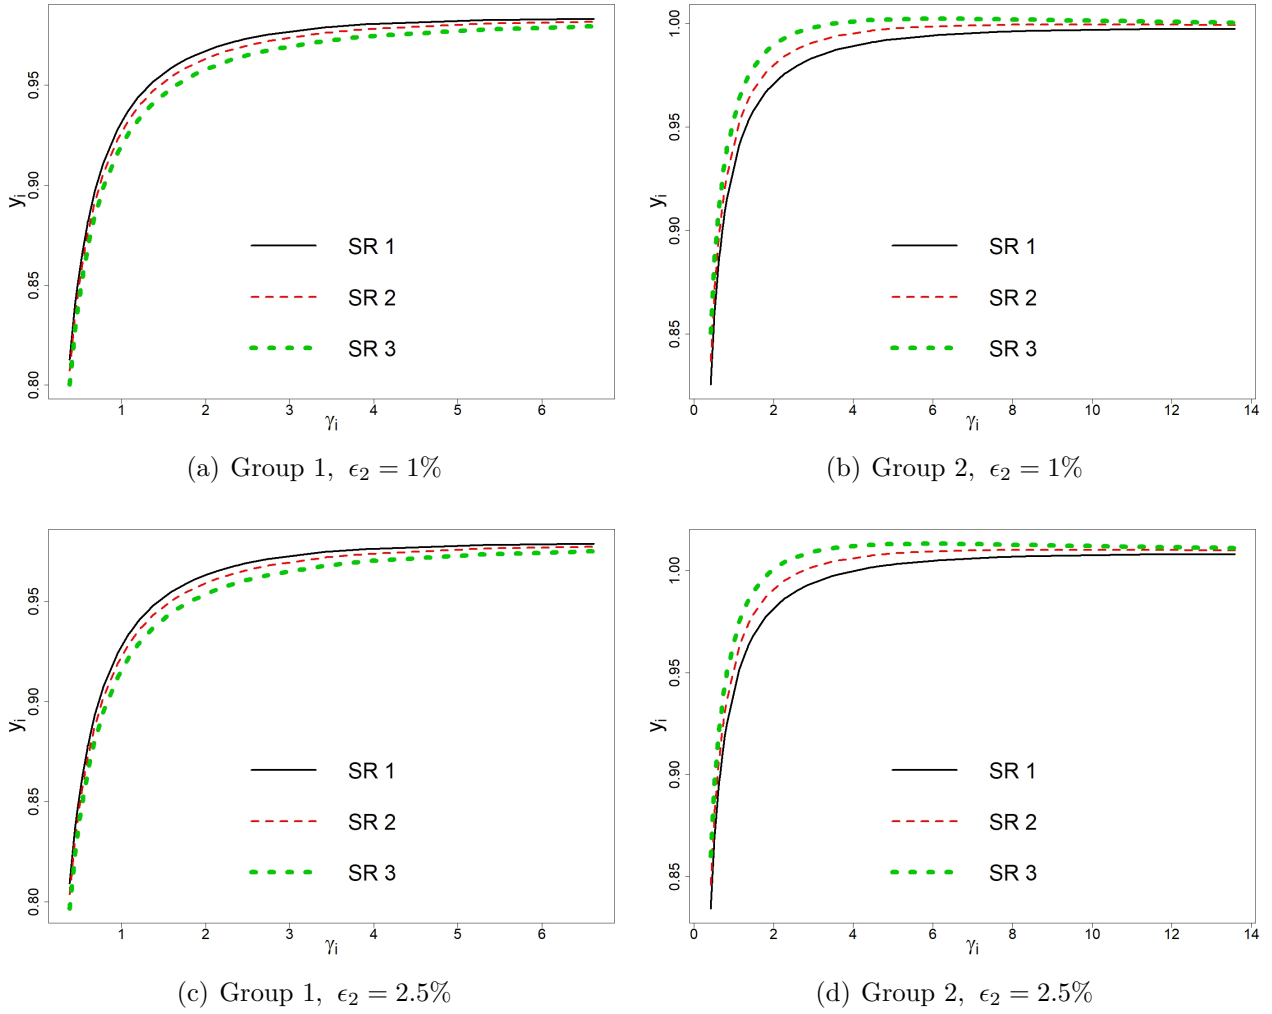 0.80 0.85 0.90 0.95
y_i
SR 1
SR 2
SR 3
1 2 3 4 5 6
γ_i
(a) Group 1, ϵ₂ = 1%
0.85 0.90 0.95 1.00
y_i
SR 1
SR 2
SR 3
0 2 4 6 8 10 12 14
γ_i
(b) Group 2, ϵ₂ = 1%
0.80 0.85 0.90 0.95
y_i
SR 1
SR 2
SR 3
1 2 3 4 5 6
γ_i
(c) Group 1, ϵ₂ = 2.5%
0.85 0.90 0.95 1.00
y_i
SR 1
SR 2
SR 3
0 2 4 6 8 10 12 14
γ_i
(d) Group 2, ϵ₂ = 2.5%